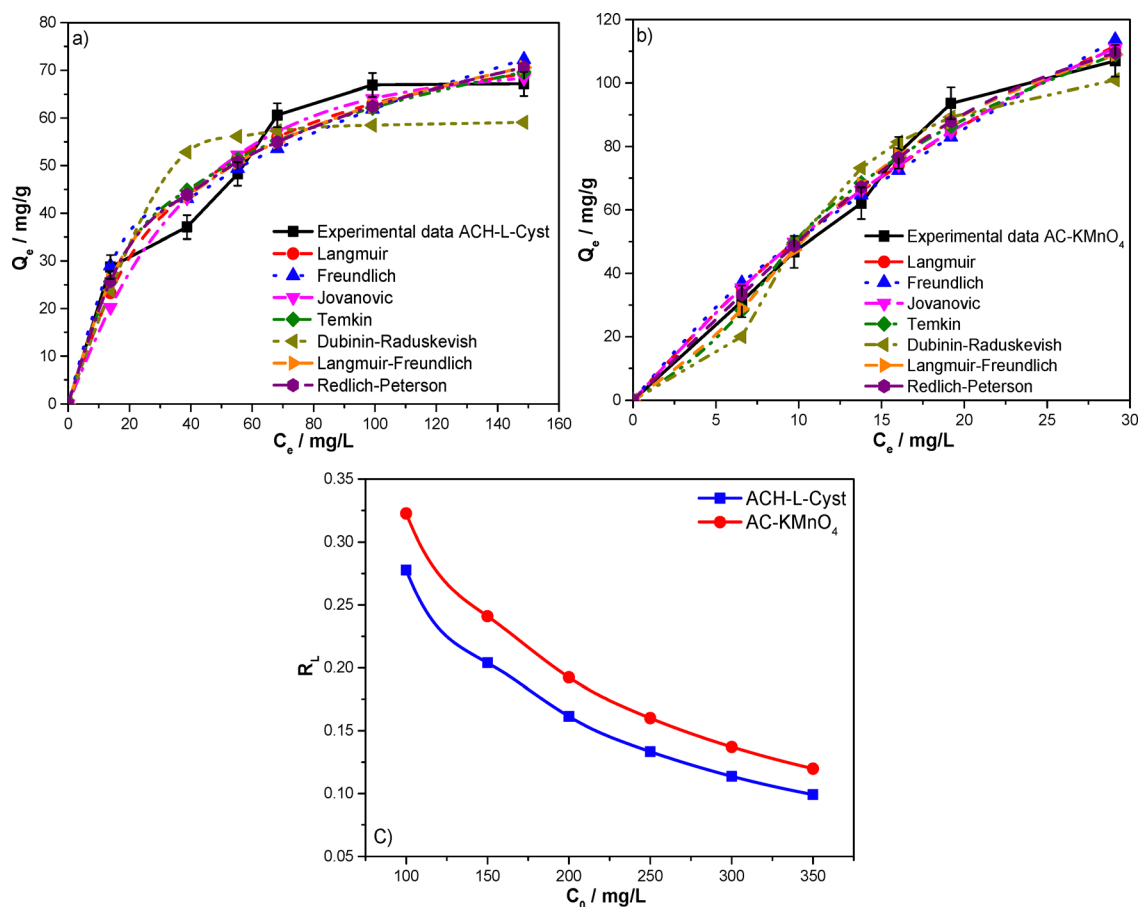 a)
80
70
60
50
40
30
20
10
0
Q_e / mg/g
0 20 40 60 80 100 120 140 160
C_e / mg/L
Experimental data ACH-L-Cyst
Langmuir
Freundlich
Jovanovic
Temkin
Dubinin-Raduskevish
Langmuir-Freundlich
Redlich-Peterson
b)
120
100
80
60
40
20
0
Q_e / mg/g
0 5 10 15 20 25 30
C_e / mg/L
Experimental data AC-KMnO₄
Langmuir
Freundlich
Jovanovic
Temkin
Dubinin-Raduskevish
Langmuir-Freundlich
Redlich-Peterson
0.35
0.30
0.25
0.20
0.15
0.10
0.05
R_L
ACH-L-Cyst
AC-KMnO₄
C)
100 150 200 250 300 350
C₀ / mg/L